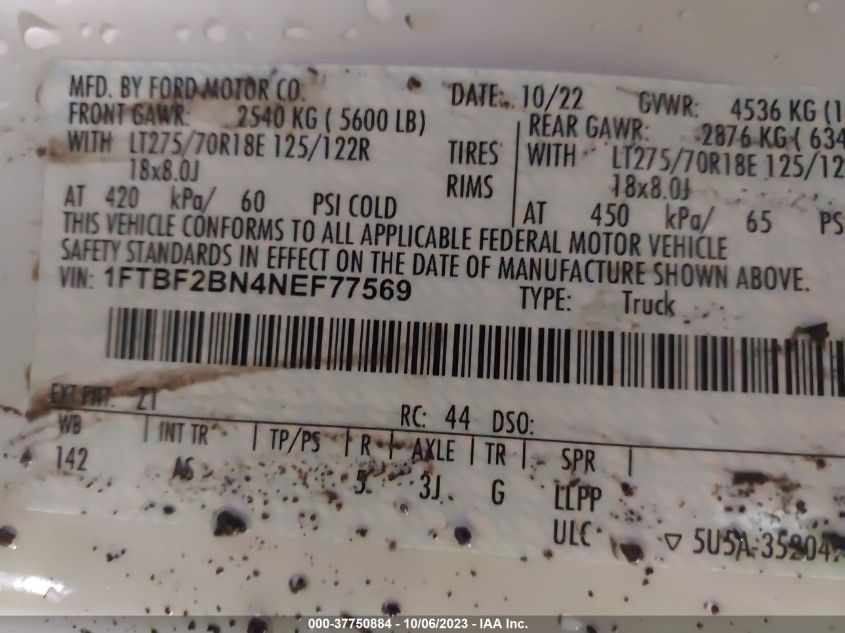 MFD. BY FORD MOTOR CO. DATE: 10/22 GVWR: 4536 KG (1
FRONT GAWR: 2540 KG ( 5600 LB) REAR GAWR: 2876 KG ( 634
WITH LT275/70R18E 125/122R TIRES WITH LT275/70R18E 125/12
18x8.0J RIMS 18x8.0J
AT 420 kPa/ 60 PSI COLD AT 450 kPa/ 65 PS
THIS VEHICLE CONFORMS TO ALL APPLICABLE FEDERAL MOTOR VEHICLE
SAFETY STANDARDS IN EFFECT ON THE DATE OF MANUFACTURE SHOWN ABOVE.
VIN: 1FTBF2BN4NEF77569 TYPE: Truck
EXT PNT: Z1 RC: 44 DSO:
WB INT TR TP/PS R AXLE TR SPR
142 AS 5 3J G LLPP
ULC ▽ 5U5A-35204
000-37750884 - 10/06/2023 - IAA Inc.